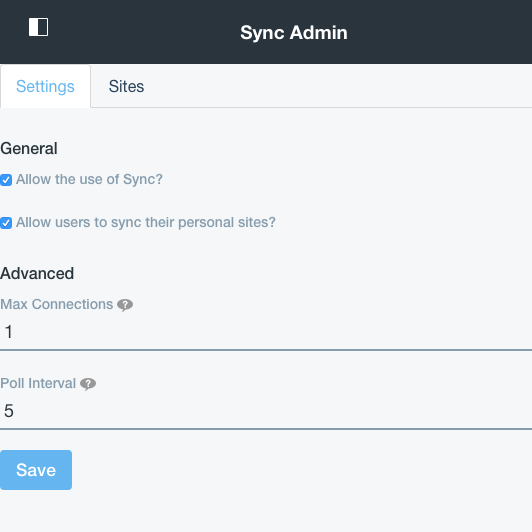 Sync Admin
Settings
Sites
General
Allow the use of Sync?
Allow users to sync their personal sites?
Advanced
Max Connections ?
1
Poll Interval ?
5
Save